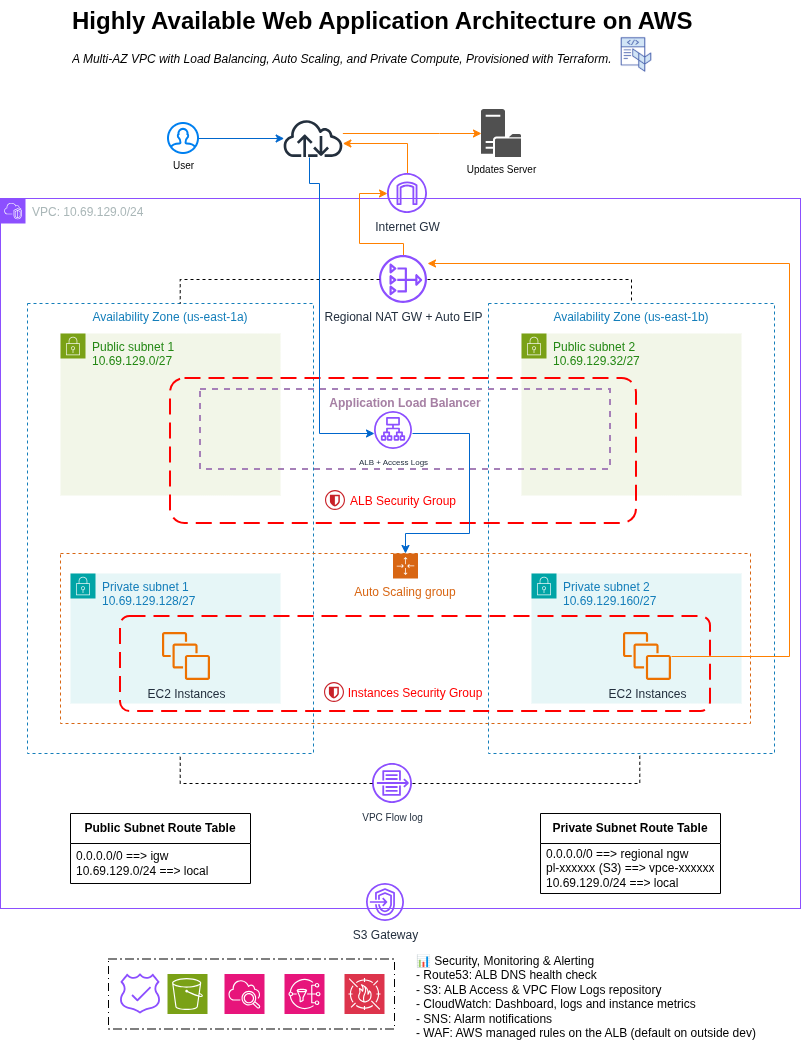 Highly Available Web Application Architecture on AWS
A Multi-AZ VPC with Load Balancing, Auto Scaling, and Private Compute, Provisioned with Terraform.
User
Updates Server
Internet GW
VPC: 10.69.129.0/24
Regional NAT GW + Auto EIP
Availability Zone (us-east-1a)
Availability Zone (us-east-1b)
Public subnet 1
10.69.129.0/27
Public subnet 2
10.69.129.32/27
Application Load Balancer
ALB + Access Logs
ALB Security Group
Auto Scaling group
Private subnet 1
10.69.129.128/27
Private subnet 2
10.69.129.160/27
EC2 Instances
Instances Security Group
EC2 Instances
VPC Flow log
Public Subnet Route Table
0.0.0.0/0 ==> igw
10.69.129.0/24 ==> local
Private Subnet Route Table
0.0.0.0/0 ==> regional ngw
pl-xxxxxx (S3) ==> vpce-xxxxxx
10.69.129.0/24 ==> local
S3 Gateway
📊 Security, Monitoring & Alerting
- Route53: ALB DNS health check
- S3: ALB Access & VPC Flow Logs repository
- CloudWatch: Dashboard, logs and instance metrics
- SNS: Alarm notifications
- WAF: AWS managed rules on the ALB (default on outside dev)